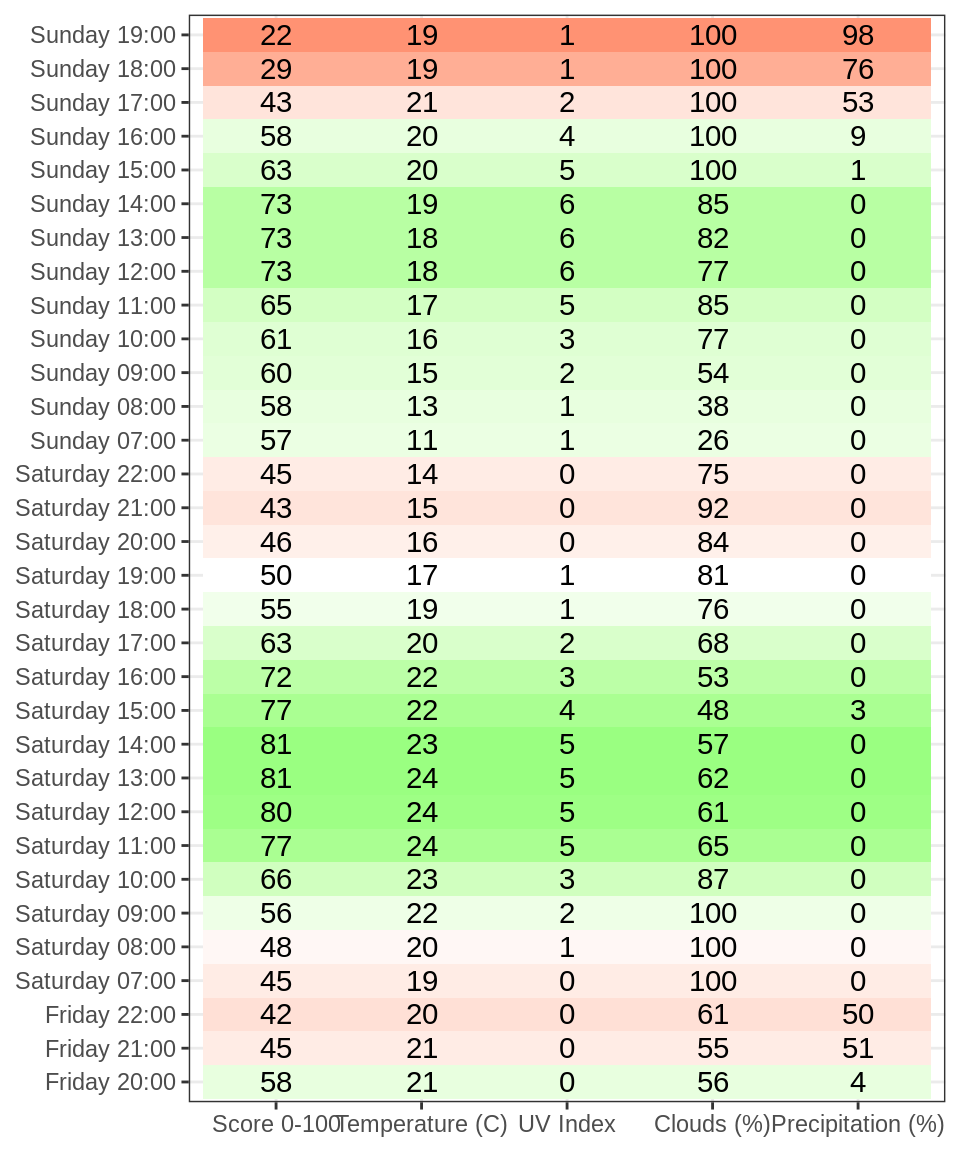 Sunday 19:00 22 19 1 100 98
Sunday 18:00 29 19 1 100 76
Sunday 17:00 43 21 2 100 53
Sunday 16:00 58 20 4 100 9
Sunday 15:00 63 20 5 100 1
Sunday 14:00 73 19 6 85 0
Sunday 13:00 73 18 6 82 0
Sunday 12:00 73 18 6 77 0
Sunday 11:00 65 17 5 85 0
Sunday 10:00 61 16 3 77 0
Sunday 09:00 60 15 2 54 0
Sunday 08:00 58 13 1 38 0
Sunday 07:00 57 11 1 26 0
Saturday 22:00 45 14 0 75 0
Saturday 21:00 43 15 0 92 0
Saturday 20:00 46 16 0 84 0
Saturday 19:00 50 17 1 81 0
Saturday 18:00 55 19 1 76 0
Saturday 17:00 63 20 2 68 0
Saturday 16:00 72 22 3 53 0
Saturday 15:00 77 22 4 48 3
Saturday 14:00 81 23 5 57 0
Saturday 13:00 81 24 5 62 0
Saturday 12:00 80 24 5 61 0
Saturday 11:00 77 24 5 65 0
Saturday 10:00 66 23 3 87 0
Saturday 09:00 56 22 2 100 0
Saturday 08:00 48 20 1 100 0
Saturday 07:00 45 19 0 100 0
Friday 22:00 42 20 0 61 50
Friday 21:00 45 21 0 55 51
Friday 20:00 58 21 0 56 4
Score 0-100 Temperature (C) UV Index Clouds (%) Precipitation (%)